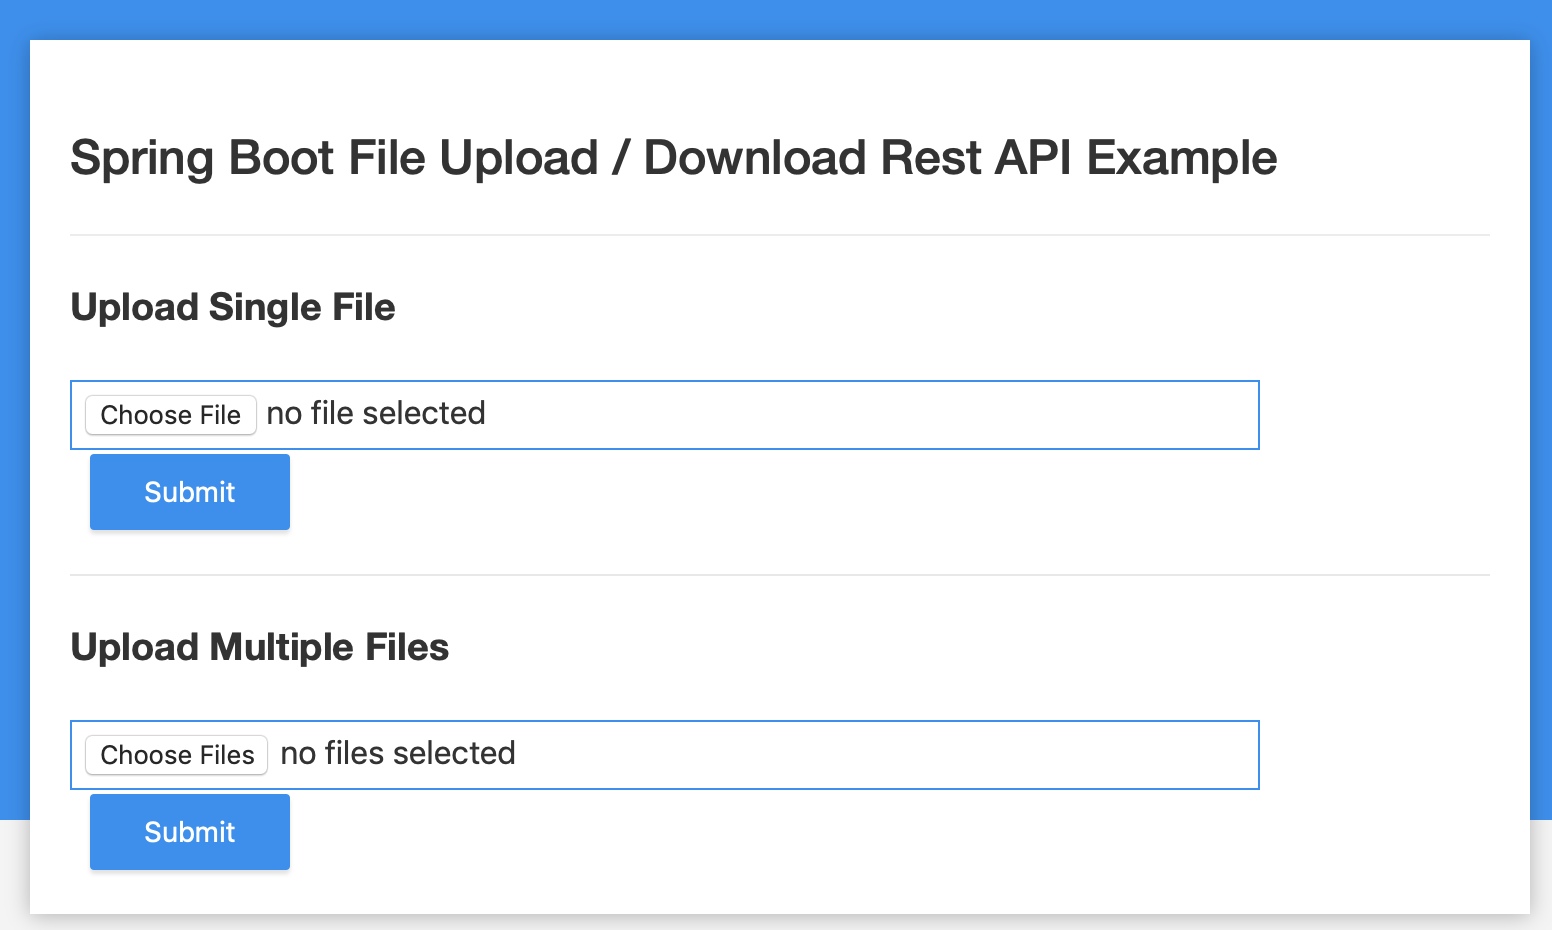 Spring Boot File Upload / Download Rest API Example
Upload Single File
Choose File no file selected
Submit
Upload Multiple Files
Choose Files no files selected
Submit